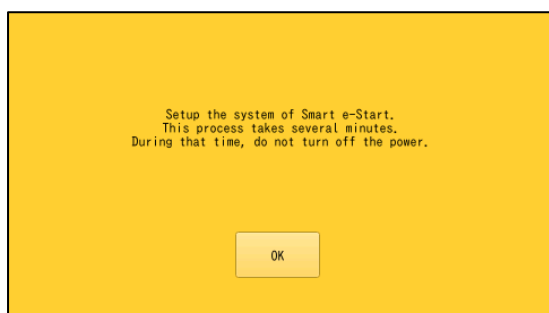 Setup the system of Smart e-Start.
This process takes several minutes.
During that time, do not turn off the power.
OK